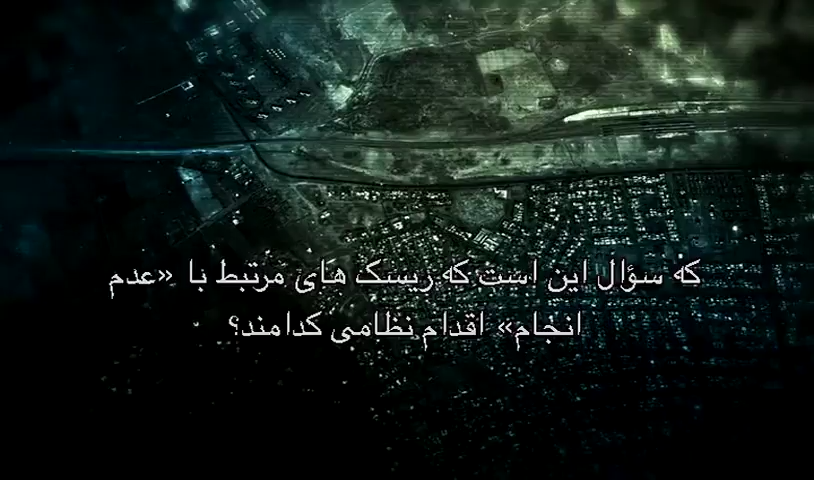 که سؤال این است که ریسک های مرتبط با «عدم
انجام» اقدام نظامی کدامند؟